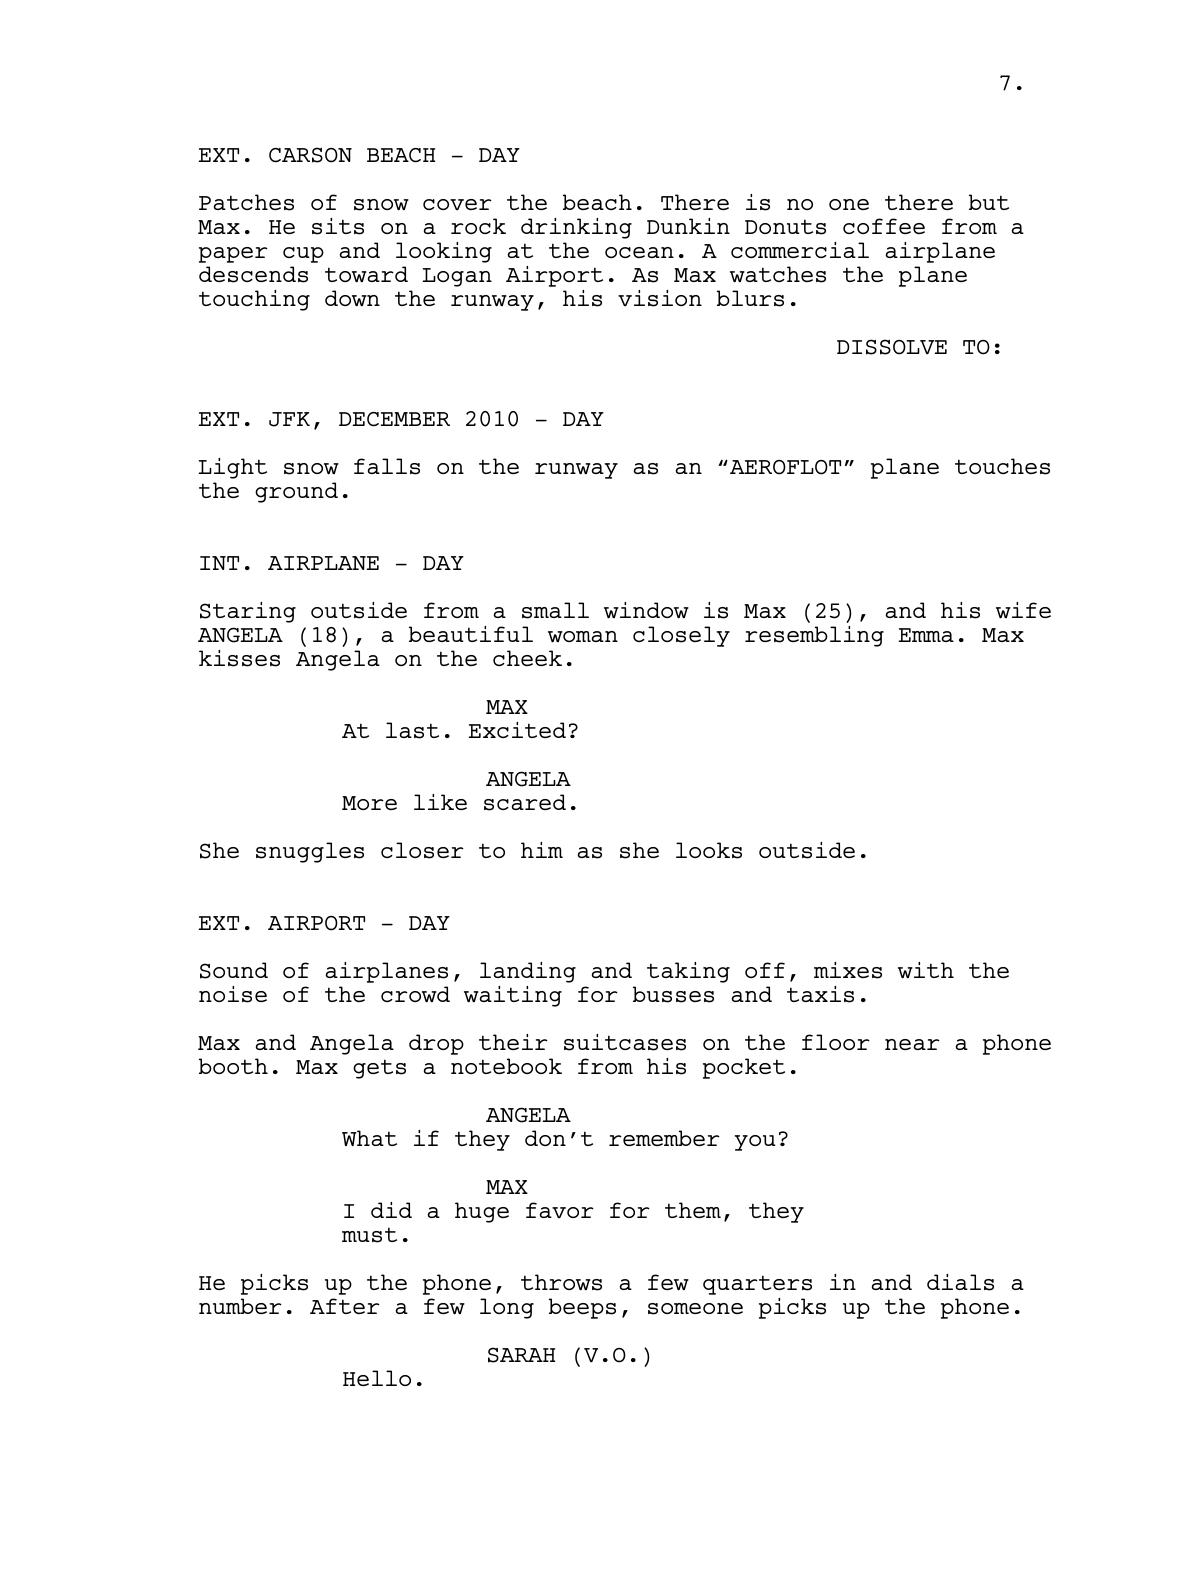 7.
EXT. CARSON BEACH – DAY
Patches of snow cover the beach. There is no one there but
Max. He sits on a rock drinking Dunkin Donuts coffee from a
paper cup and looking at the ocean. A commercial airplane
descends toward Logan Airport. As Max watches the plane
touching down the runway, his vision blurs.
DISSOLVE TO:
EXT. JFK, DECEMBER 2010 – DAY
Light snow falls on the runway as an “AEROFLOT” plane touches
the ground.
INT. AIRPLANE – DAY
Staring outside from a small window is Max (25), and his wife
ANGELA (18), a beautiful woman closely resembling Emma. Max
kisses Angela on the cheek.
MAX
At last. Excited?
ANGELA
More like scared.
She snuggles closer to him as she looks outside.
EXT. AIRPORT – DAY
Sound of airplanes, landing and taking off, mixes with the
noise of the crowd waiting for busses and taxis.
Max and Angela drop their suitcases on the floor near a phone
booth. Max gets a notebook from his pocket.
ANGELA
What if they don’t remember you?
MAX
I did a huge favor for them, they
must.
He picks up the phone, throws a few quarters in and dials a
number. After a few long beeps, someone picks up the phone.
SARAH (V.O.)
Hello.